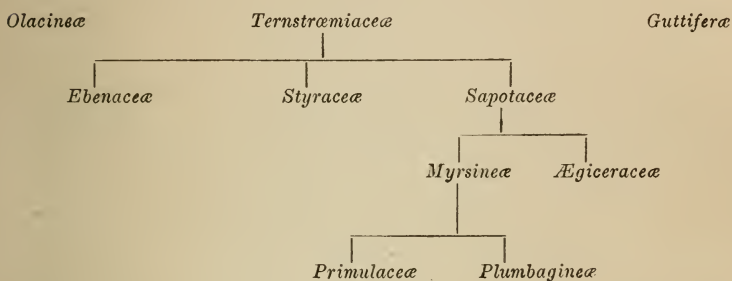 Olacineæ Ternstrœmiaceæ Guttiferæ
Ebenaceæ Styraceæ Sapotaceæ
Myrsineæ Ægiceraceæ
Primulaceæ Plumbagineæ